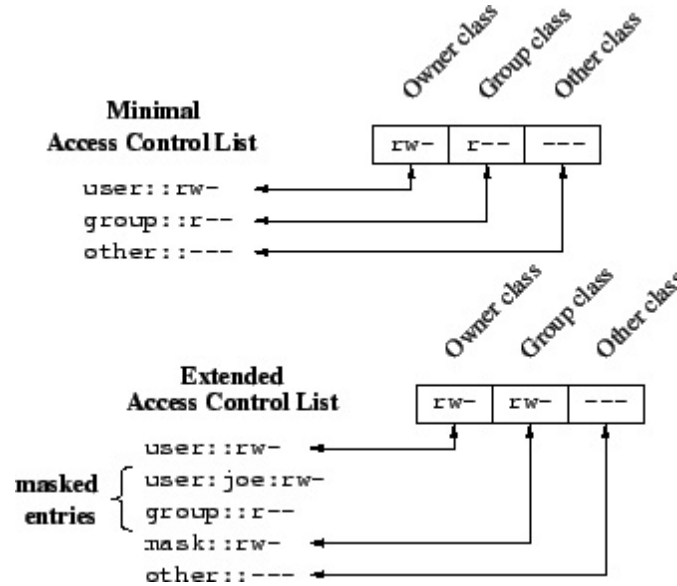 Owner class
Group class
Other class
Minimal
Access Control List
rw- r-- ---
user::rw-
group::r--
other::---
Owner class
Group class
Other class
Extended
Access Control List
rw- rw- ---
user::rw-
user:joe:rw-
masked
entries
group::r--
mask::rw-
other::---